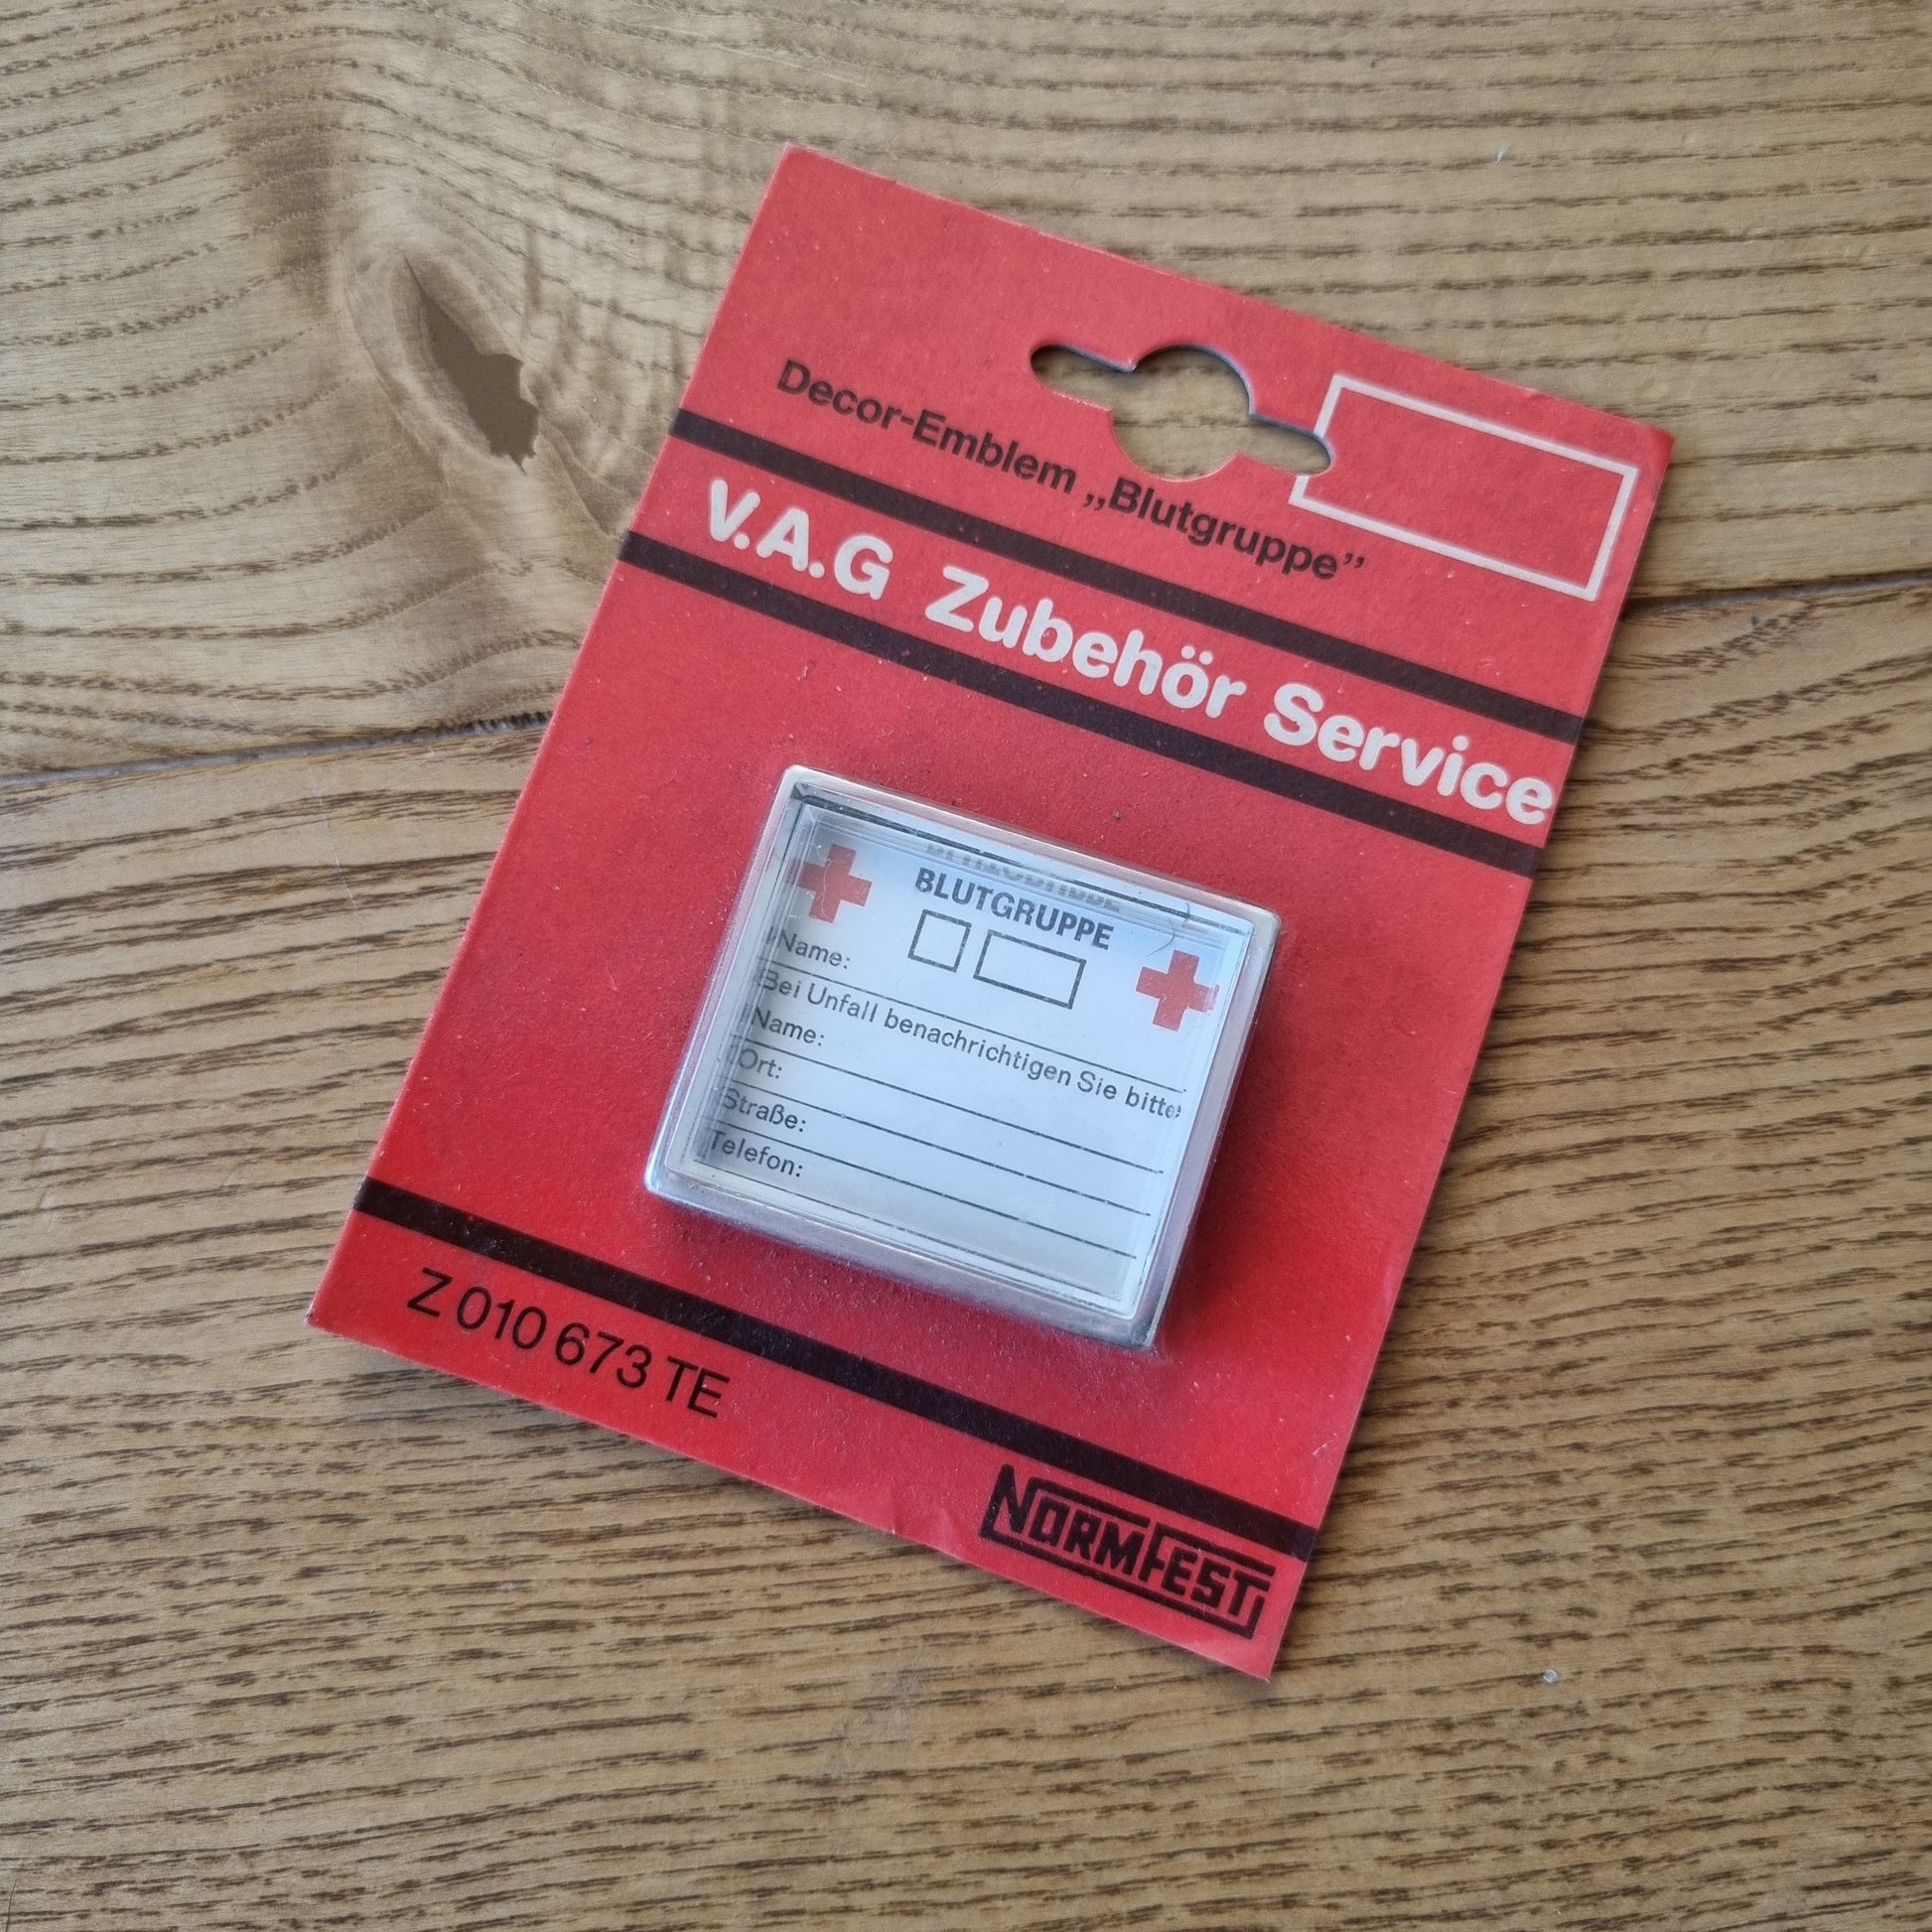 Decor-Emblem „Blutgruppe”
V.A.G Zubehör Service
BLUTGRUPPE
Name:
Bei Unfall benachrichtigen Sie bitte:
Name:
Ort:
Straße:
Telefon:
Z 010 673 TE
NORMFEST